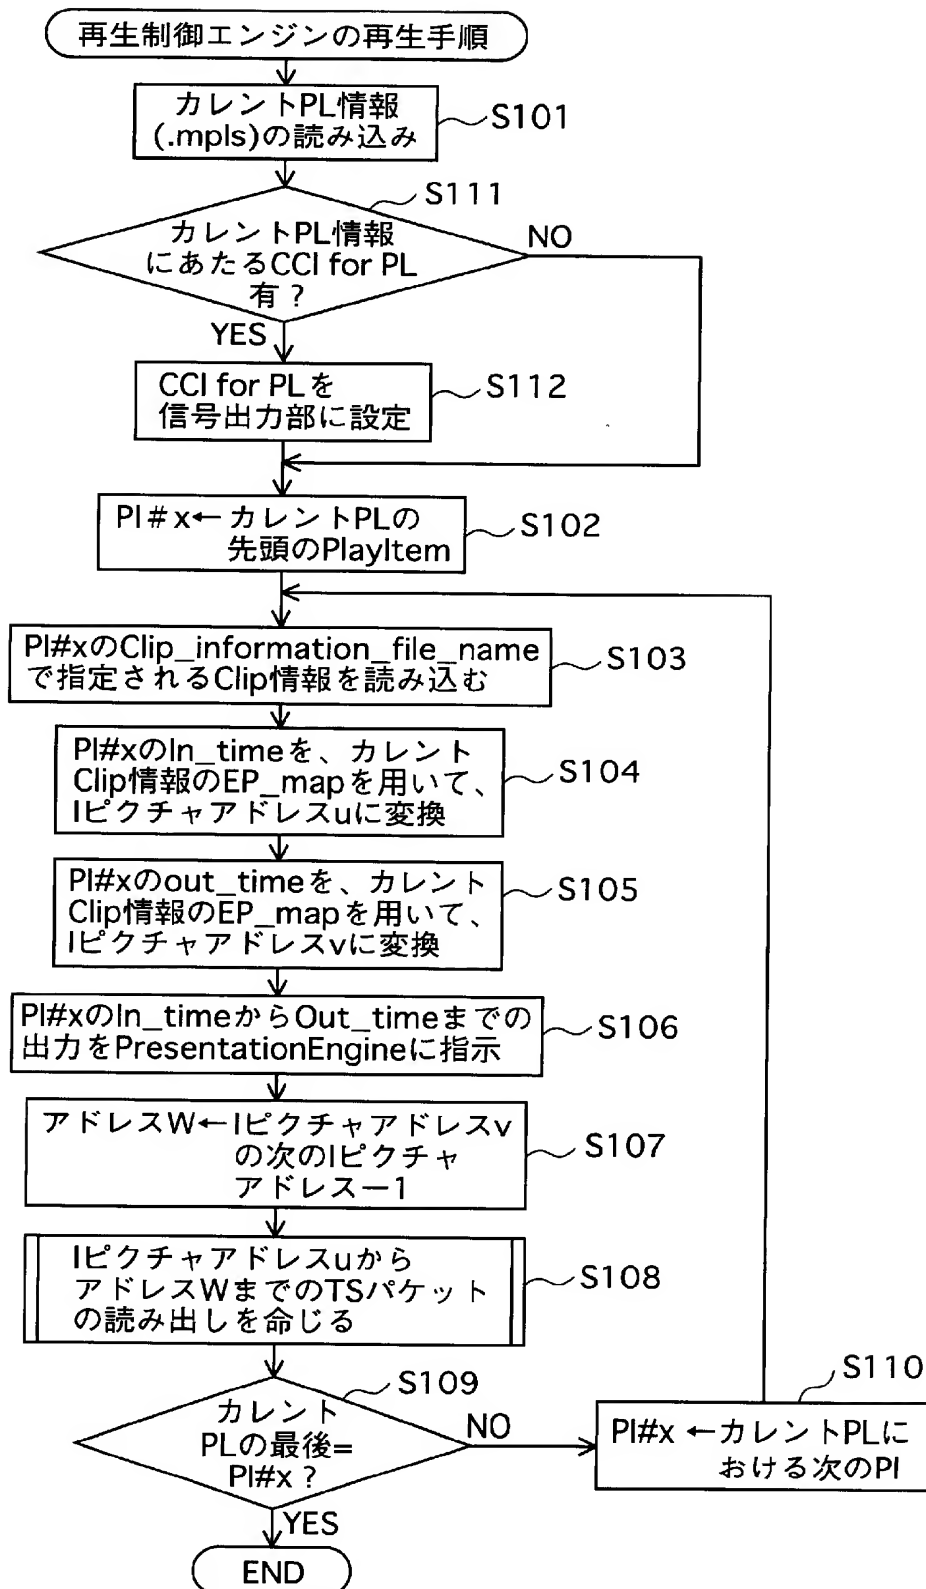 再生制御エンジンの再生手順
カレントPL情報
(.mpls)の読み込み
S101
S111
カレントPL情報
にあたるCCI for PL
有？
NO
YES
CCI for PLを
信号出力部に設定
S112
PI#x←カレントPLの
先頭のPlayItem
S102
PI#xのClip_information_file_name
で指定されるClip情報を読み込む
S103
PI#xのIn_timeを、カレント
Clip情報のEP_mapを用いて、
Iピクチャアドレスuに変換
S104
PI#xのout_timeを、カレント
Clip情報のEP_mapを用いて、
Iピクチャアドレスvに変換
S105
PI#xのIn_timeからOut_timeまでの
出力をPresentationEngineに指示
S106
アドレスW←Iピクチャアドレスv
の次のIピクチャ
アドレス－1
S107
Iピクチャアドレスuから
アドレスWまでのTSパケット
の読み出しを命じる
S108
S109
カレント
PLの最後=
PI#x？
NO
YES
S110
PI#x ←カレントPLに
おける次のPI
END